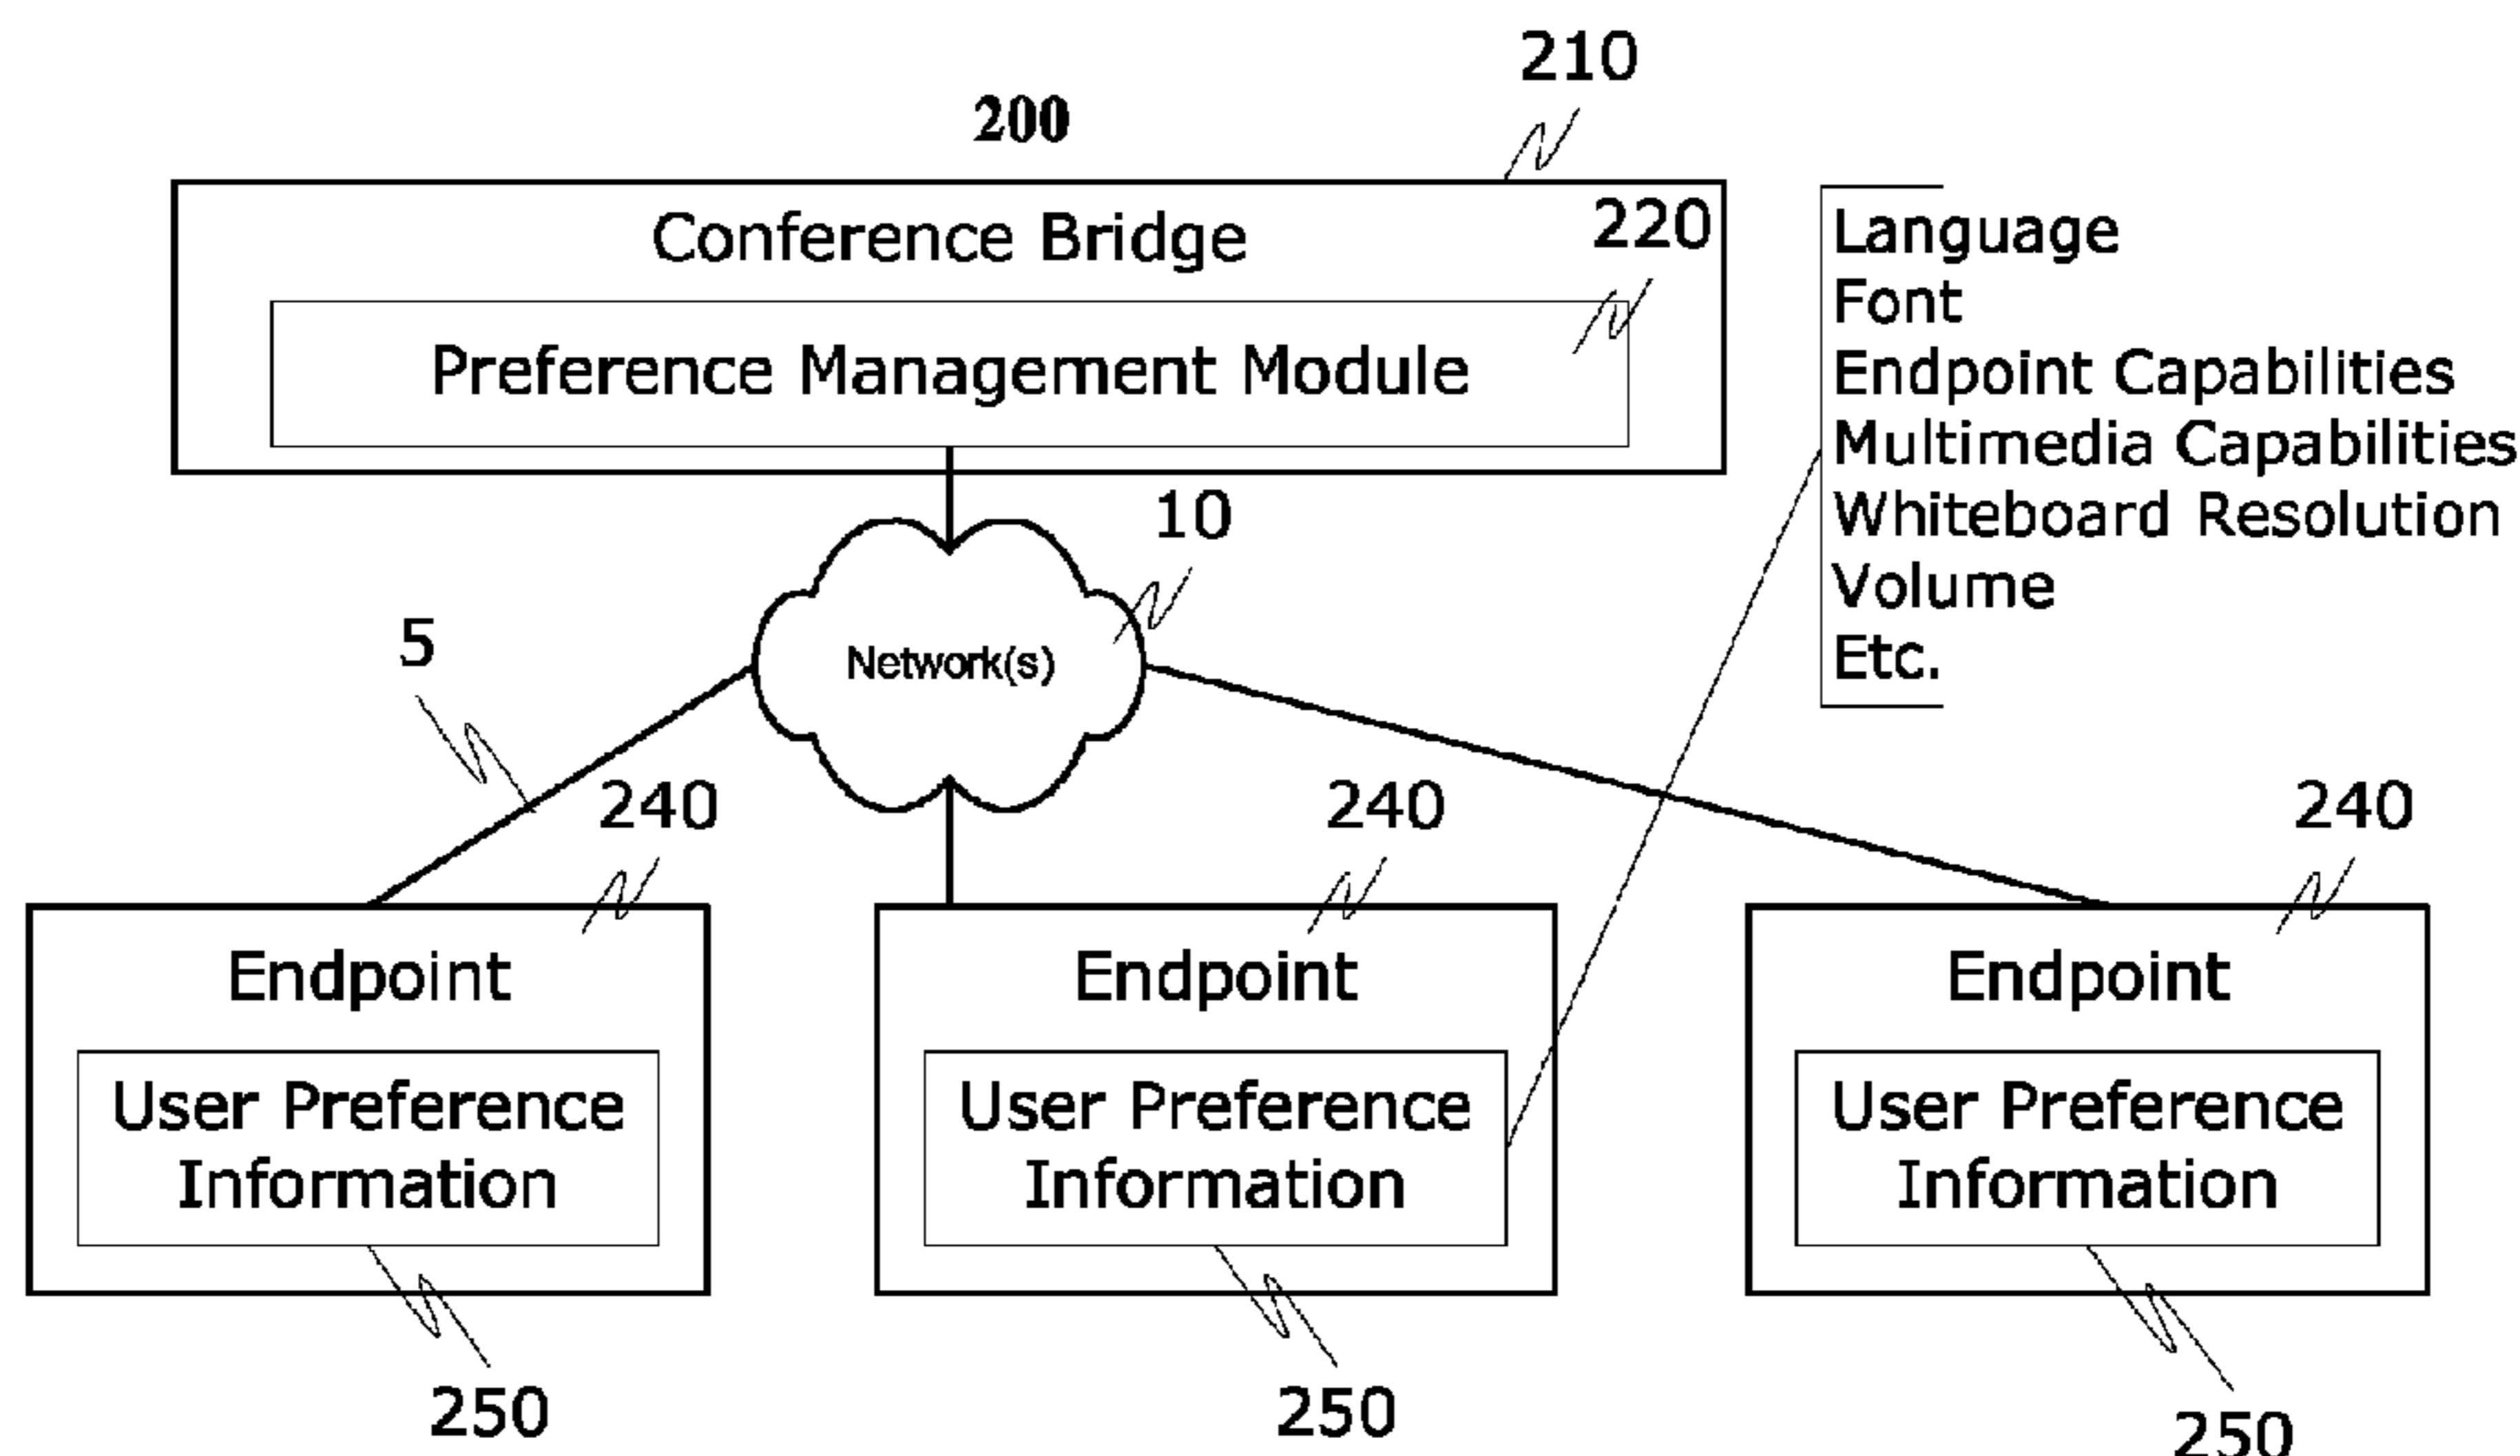 210
200
Conference Bridge
220
Preference Management Module
Language
Font
Endpoint Capabilities
Multimedia Capabilities
Whiteboard Resolution
Volume
Etc.
10
Network(s)
5
240
240
240
Endpoint
User Preference
Information
Endpoint
User Preference
Information
Endpoint
User Preference
Information
250
250
250